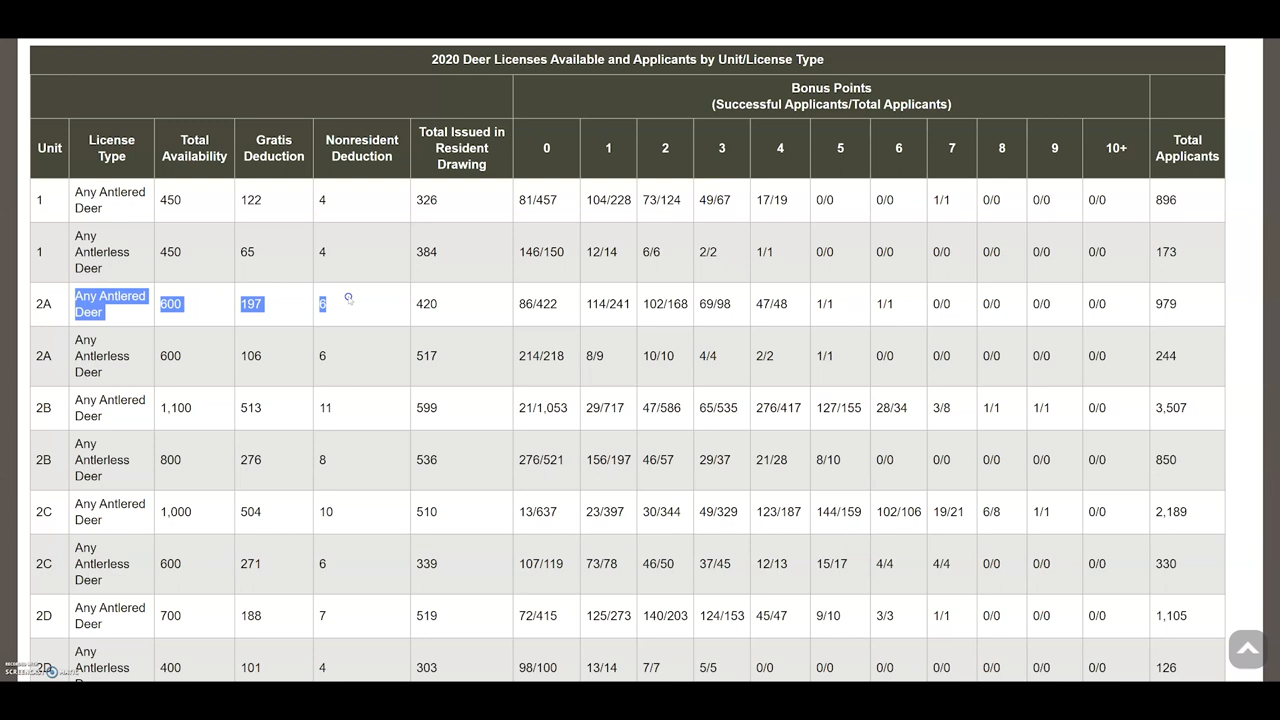 2020 Deer Licenses Available and Applicants by Unit/License Type
Bonus Points
(Successful Applicants/Total Applicants)
Unit License Type Total Availability Gratis Deduction Nonresident Deduction Total Issued in Resident Drawing 0 1 2 3 4 5 6 7 8 9 10+ Total Applicants
1 Any Antlered Deer 450 122 4 326 81/457 104/228 73/124 49/67 17/19 0/0 0/0 1/1 0/0 0/0 0/0 896
1 Any Antlerless Deer 450 65 4 384 146/150 12/14 6/6 2/2 1/1 0/0 0/0 0/0 0/0 0/0 0/0 173
2A Any Antlered Deer 600 197 6 420 86/422 114/241 102/168 69/98 47/48 1/1 1/1 0/0 0/0 0/0 0/0 979
2A Any Antlerless Deer 600 106 6 517 214/218 8/9 10/10 4/4 2/2 1/1 0/0 0/0 0/0 0/0 0/0 244
2B Any Antlered Deer 1,100 513 11 599 21/1,053 29/717 47/586 65/535 276/417 127/155 28/34 3/8 1/1 1/1 0/0 3,507
2B Any Antlerless Deer 800 276 8 536 276/521 156/197 46/57 29/37 21/28 8/10 0/0 0/0 0/0 0/0 0/0 850
2C Any Antlered Deer 1,000 504 10 510 13/637 23/397 30/344 49/329 123/187 144/159 102/106 19/21 6/8 1/1 0/0 2,189
2C Any Antlerless Deer 600 271 6 339 107/119 73/78 46/50 37/45 12/13 15/17 4/4 4/4 0/0 0/0 0/0 330
2D Any Antlered Deer 700 188 7 519 72/415 125/273 140/203 124/153 45/47 9/10 3/3 1/1 0/0 0/0 0/0 1,105
2D Any Antlerless 400 101 4 303 98/100 13/14 7/7 5/5 0/0 0/0 0/0 0/0 0/0 0/0 0/0 126
RECORDED WITH
SCREENCAST MATIC